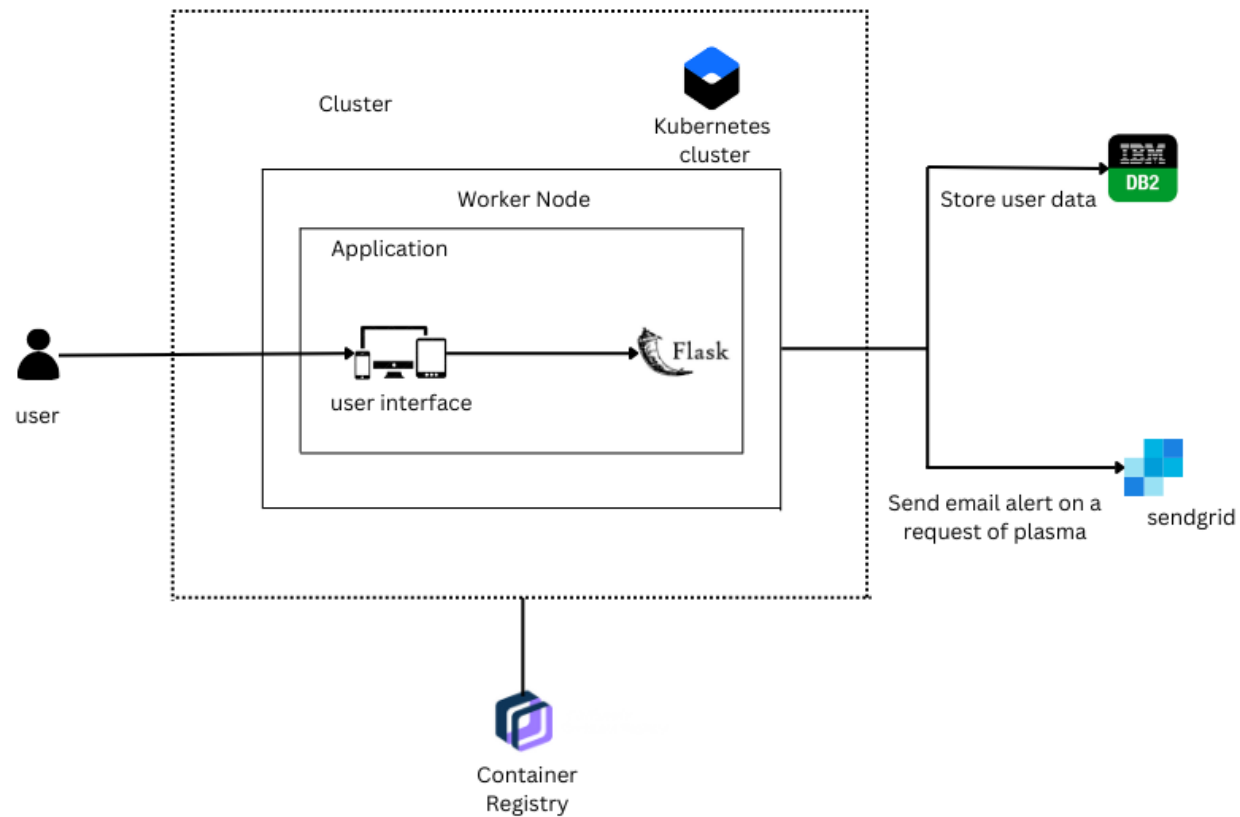 Cluster
Kubernetes
cluster
Worker Node
Application
Flask
user interface
user
IBM
DB2
Store user data
Send email alert on a
request of plasma
sendgrid
Container
Registry